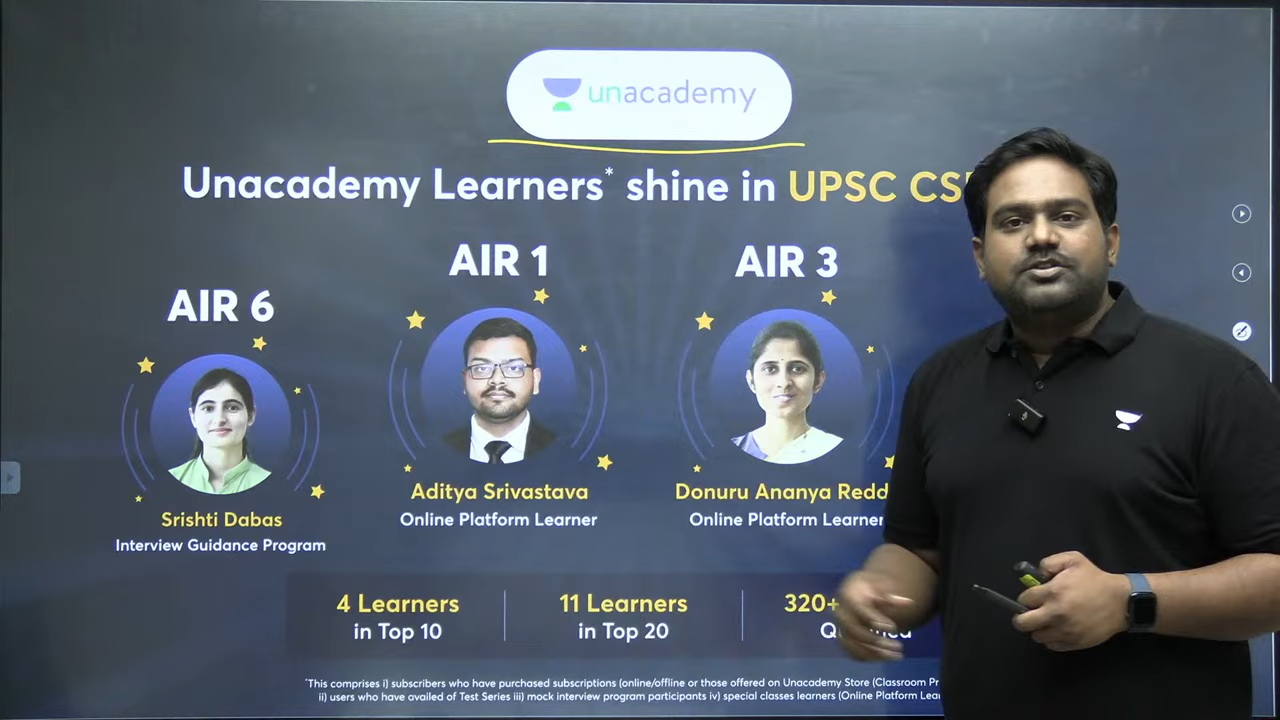 unacademy
Unacademy Learners* shine in UPSC CS
AIR 6
AIR 1
AIR 3
Srishti Dabas
Interview Guidance Program
Aditya Srivastava
Online Platform Learner
Donuru Ananya Redd
Online Platform Learner
4 Learners
in Top 10
11 Learners
in Top 20
320+
*This comprises i) subscribers who have purchased subscriptions (online/offline or those offered on Unacademy Store (Classroom Pr
ii) users who have availed of Test Series iii) mock interview program participants iv) special classes learners (Online Platform Lea